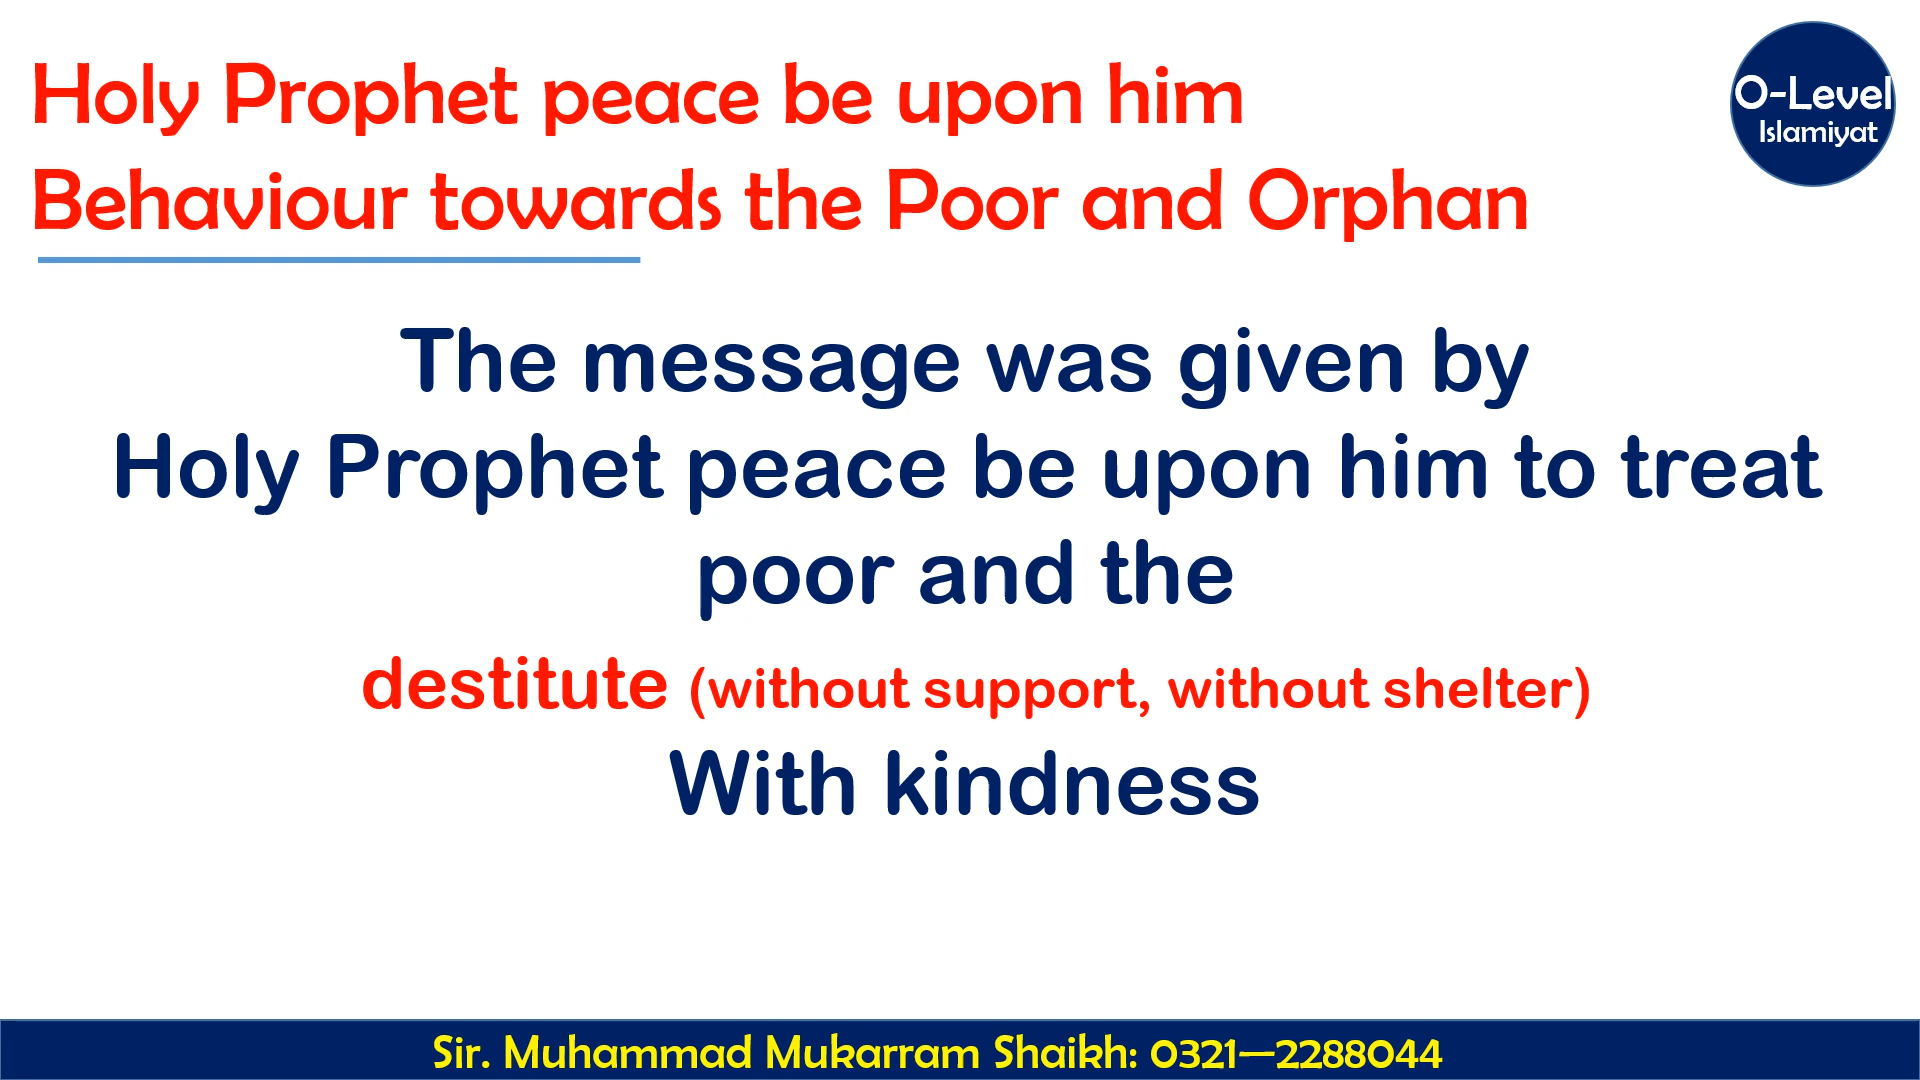 Holy Prophet peace be upon him
Behaviour towards the Poor and Orphan
O-Level
Islamiyat
The message was given by
Holy Prophet peace be upon him to treat
poor and the
destitute (without support, without shelter)
With kindness
Sir. Muhammad Mukarram Shaikh: 0321—2288044